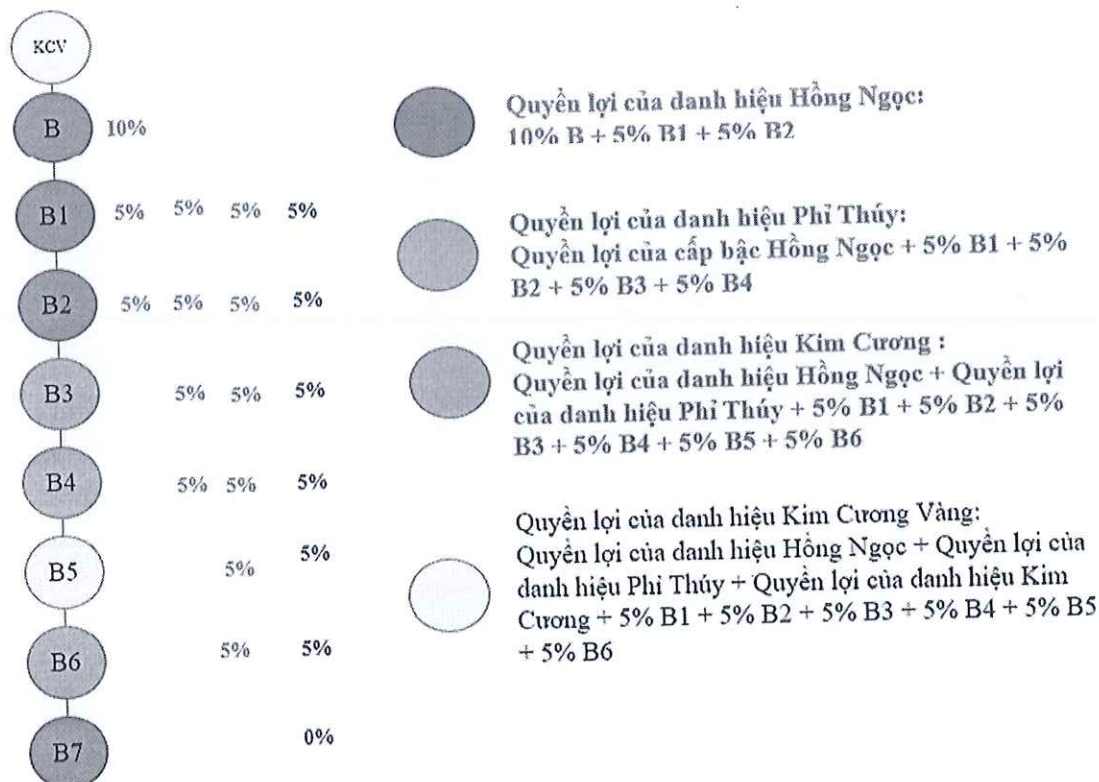 KCV
B 10%
B1 5% 5% 5% 5%
B2 5% 5% 5% 5%
B3 5% 5% 5%
B4 5% 5% 5%
B5 5% 5%
B6 5% 5%
B7 0%
Quyền lợi của danh hiệu Hồng Ngọc:
10% B + 5% B1 + 5% B2
Quyền lợi của danh hiệu Phỉ Thúy:
Quyền lợi của cấp bậc Hồng Ngọc + 5% B1 + 5%
B2 + 5% B3 + 5% B4
Quyền lợi của danh hiệu Kim Cương :
Quyền lợi của danh hiệu Hồng Ngọc + Quyền lợi
của danh hiệu Phỉ Thúy + 5% B1 + 5% B2 + 5%
B3 + 5% B4 + 5% B5 + 5% B6
Quyền lợi của danh hiệu Kim Cương Vàng:
Quyền lợi của danh hiệu Hồng Ngọc + Quyền lợi của
danh hiệu Phỉ Thúy + Quyền lợi của danh hiệu Kim
Cương + 5% B1 + 5% B2 + 5% B3 + 5% B4 + 5% B5
+ 5% B6